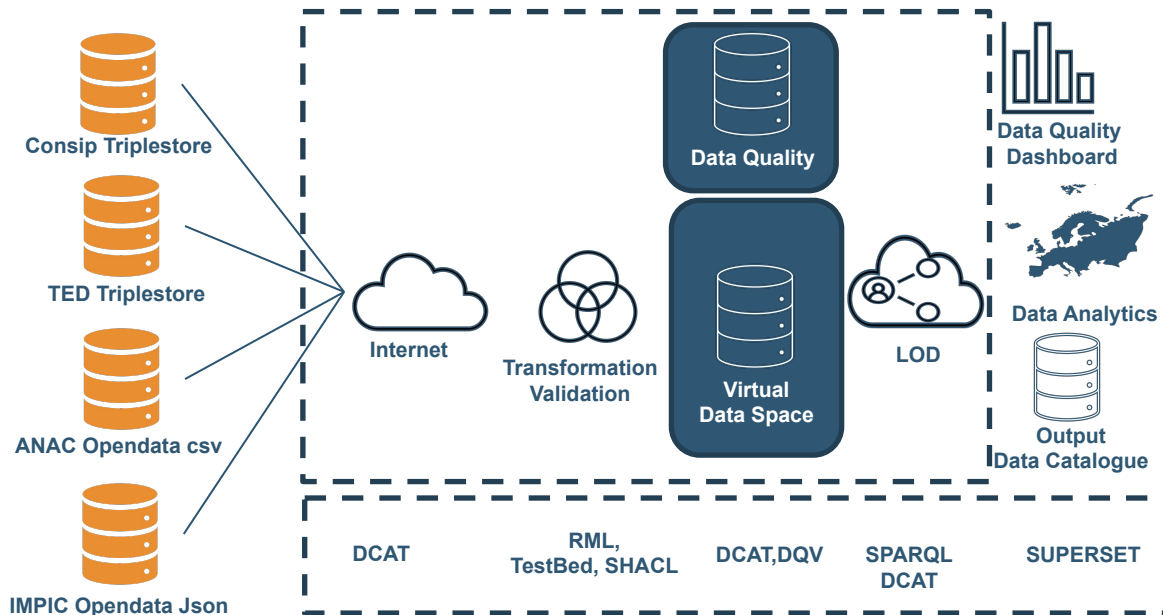 Consip Triplestore
TED Triplestore
ANAC Opendata csv
IMPIC Opendata Json
Internet
Transformation
Validation
Data Quality
Virtual
Data Space
LOD
Data Quality
Dashboard
Data Analytics
Output
Data Catalogue
DCAT
RML,
TestBed, SHACL
DCAT,DQV
SPARQL
DCAT
SUPERSET